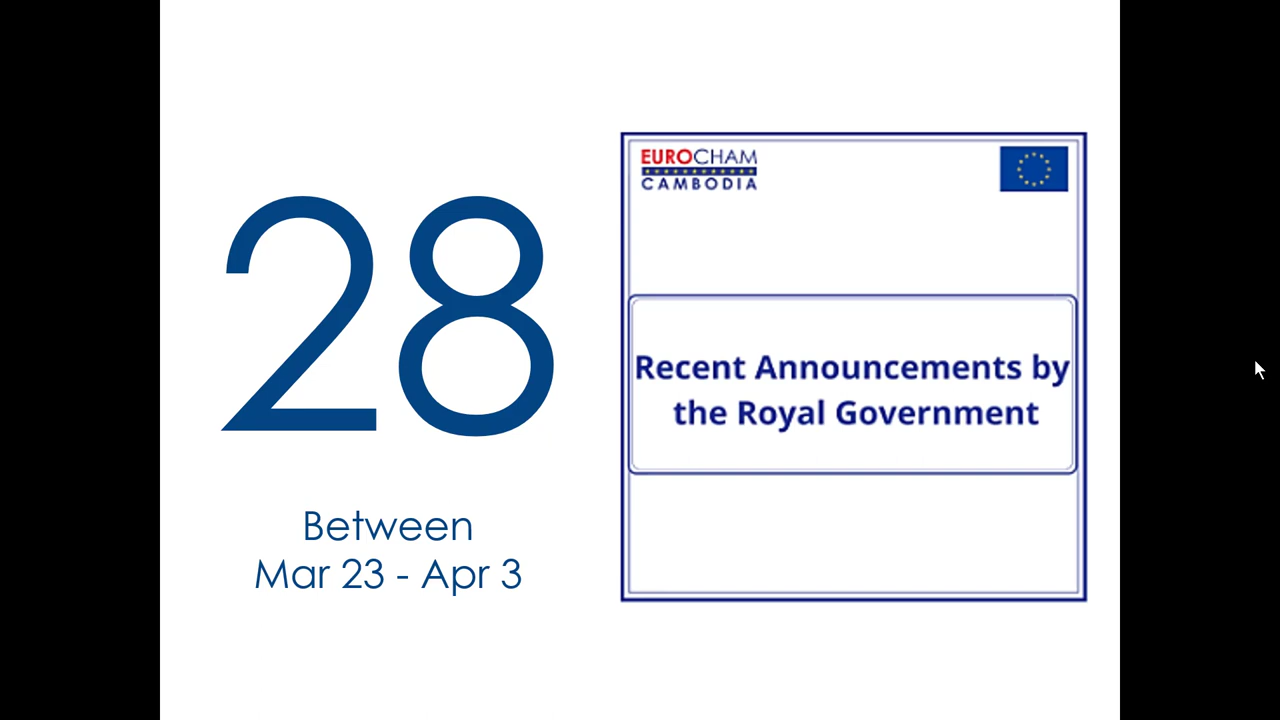 28
Between
Mar 23 - Apr 3
EUROCHAM
CAMBODIA
Recent Announcements by
the Royal Government